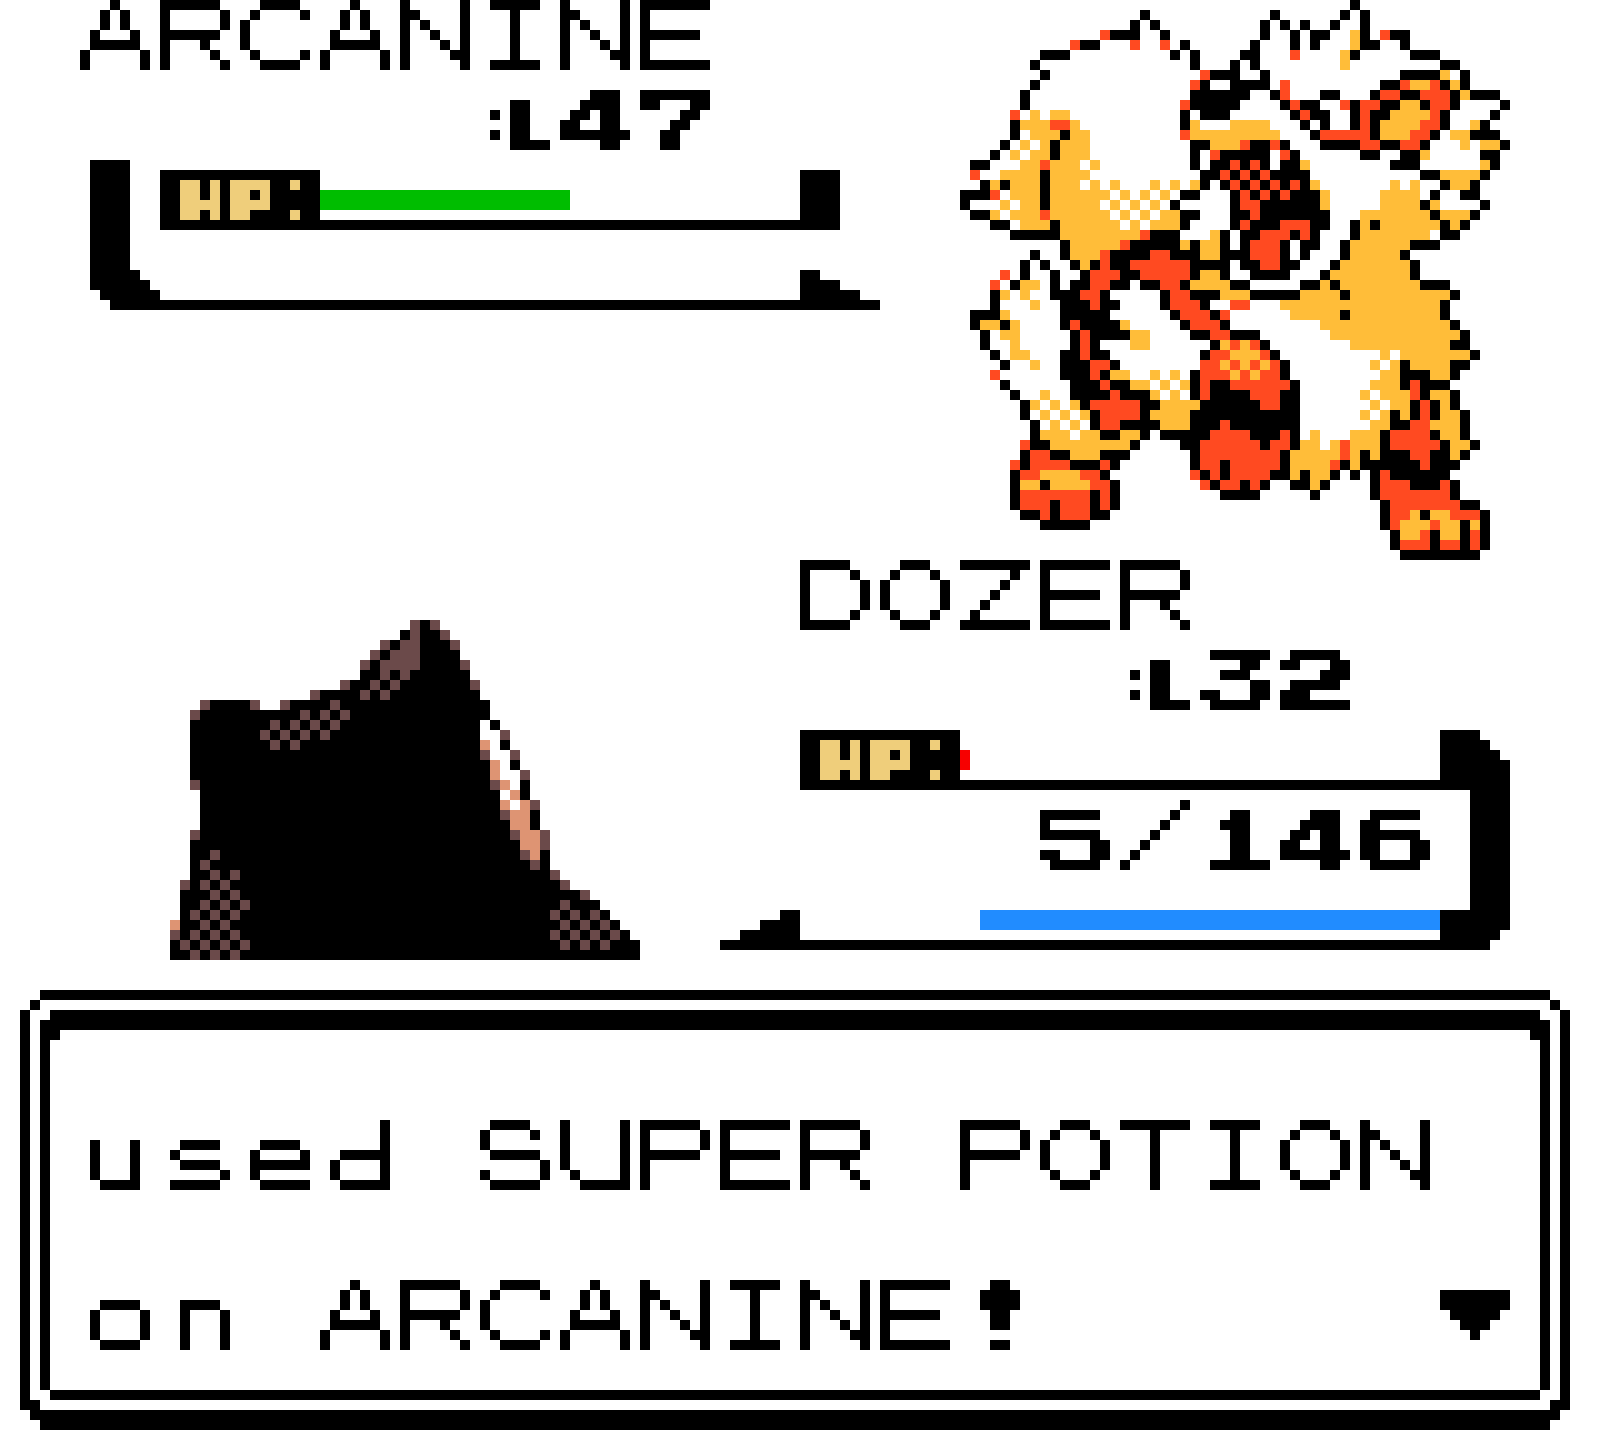 ARCANINE
:L47
HP:
DOZER
:L32
HP:
5/146
used SUPER POTION
on ARCANINE!